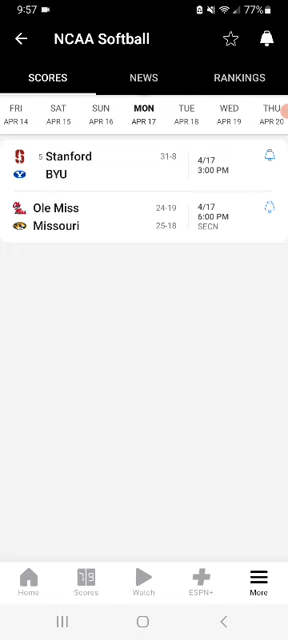 9:57 77%
NCAA Softball
SCORES NEWS RANKINGS
FRI SAT SUN MON TUE WED THU
APR 14 APR 15 APR 16 APR 17 APR 18 APR 19 APR 20
5 Stanford 31-8
BYU
4/17
3:00 PM
Ole Miss 24-19
Missouri 25-18
4/17
6:00 PM
SECN
Home Scores Watch ESPN+ More